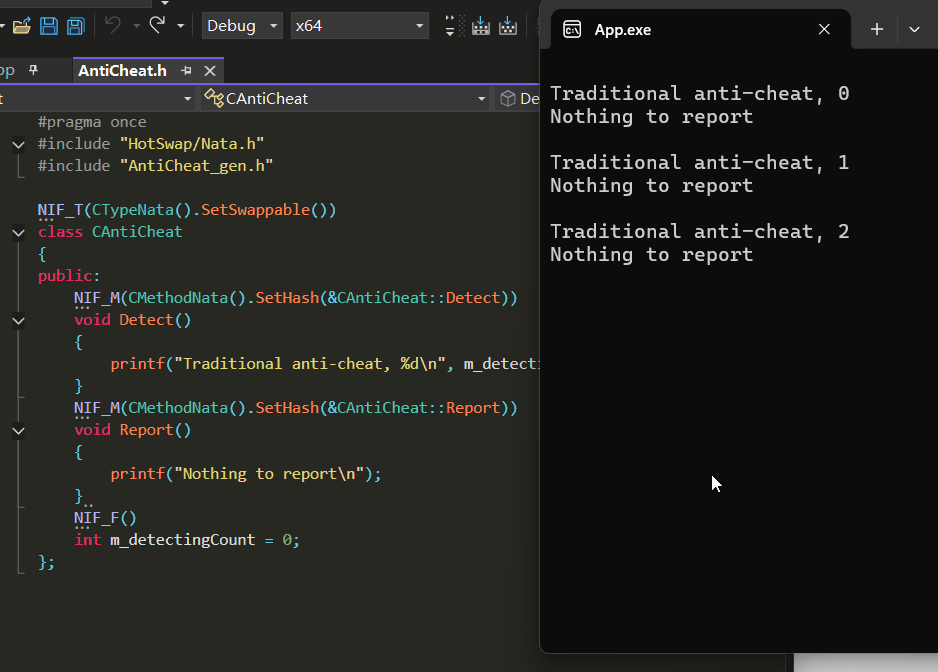 Debug
x64
App.exe
pp
AntiCheat.h
t
CAntiCheat
De
#pragma once
#include "HotSwap/Nata.h"
#include "AntiCheat_gen.h"
NIF_T(CTypeNata().SetSwappable())
class CAntiCheat
{
public:
NIF_M(CMethodNata().SetHash(&CAntiCheat::Detect))
void Detect()
{
printf("Traditional anti-cheat, %d\n", m_detecti
}
NIF_M(CMethodNata().SetHash(&CAntiCheat::Report))
void Report()
{
printf("Nothing to report\n");
}
NIF_F()
int m_detectingCount = 0;
};
Traditional anti-cheat, 0
Nothing to report
Traditional anti-cheat, 1
Nothing to report
Traditional anti-cheat, 2
Nothing to report